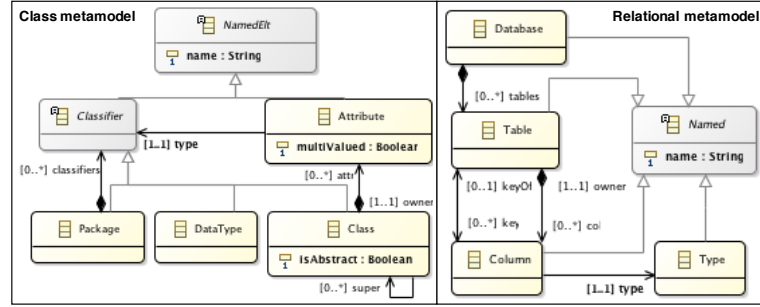 Class metamodel
NamedElt
name : String
Classifier
Attribute
multiValued : Boolear
[1..1] type
[0..*] classifiers
[0..*] attr
[1..1] owner
Package
DataType
Class
isAbstract : Boolean
[0..*] super
Relational metamodel
Database
[0..*] tables
Table
Named
name : String
[0..1] keyOf
[1..1] owner
[0..*] key
[0..*] col
Column
Type
[1..1] type